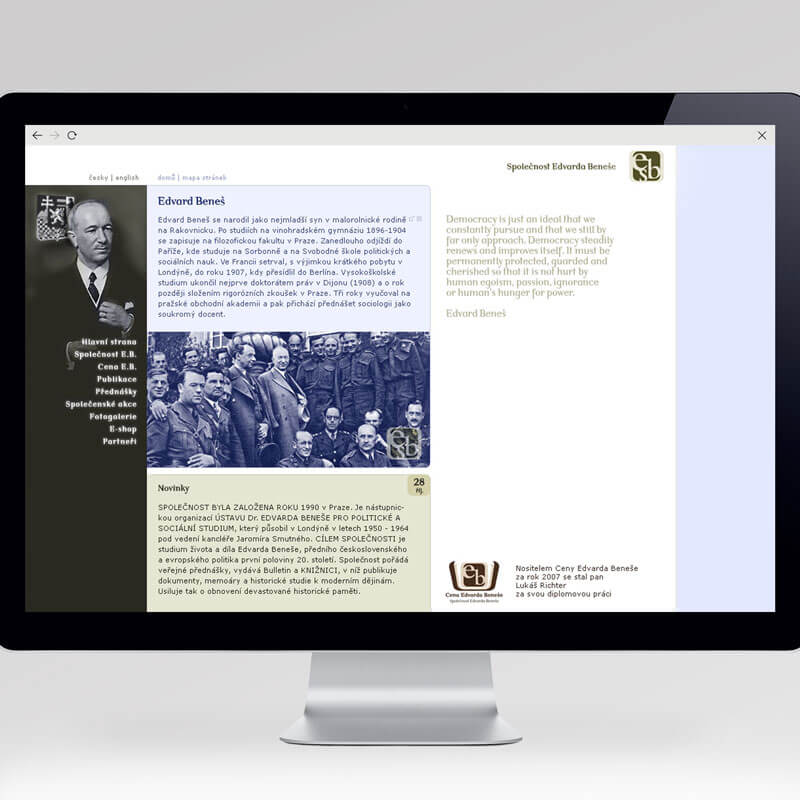 Společnost Edvarda Beneše
esb
česky | english
domů | mapa stránek
Edvard Beneš
Edvard Beneš se narodil jako nejmladší syn v malorolnické rodině
na Rakovnicku. Po studiích na vinohradském gymnáziu 1896-1904
se zapisuje na filozofickou fakultu v Praze. Zanedlouho odjíždí do
Paříže, kde studuje na Sorbonně a na Svobodné škole politických a
sociálních nauk. Ve Francii setrval, s výjimkou krátkého pobytu v
Londýně, do roku 1907, kdy přesídlil do Berlína. Vysokoškolské
studium ukončil nejprve doktorátem práv v Dijonu (1908) a o rok
později složením rigorózních zkoušek v Praze. Tři roky vyučoval na
pražské obchodní akademii a pak přichází přednášet sociologii jako
soukromý docent.
Democracy is just an ideal that we
constantly pursue and that we still by
far only approach. Democracy steadily
renews and improves itself. It must be
permanently protected, guarded and
cherished so that it is not hurt by
human egoism, passion, ignorance
or human's hunger for power.
Edvard Beneš
Hlavní strana
Společnost E.B.
Cena E.B.
Publikace
Přednášky
Společenské akce
Fotogalerie
E-shop
Partneři
esb
Novinky
28
říj.
SPOLEČNOST BYLA ZALOŽENA ROKU 1990 v Praze. Je nástupnic-
kou organizací ÚSTAVU Dr. EDVARDA BENEŠE PRO POLITICKÉ A
SOCIÁLNÍ STUDIUM, který působil v Londýně v letech 1950 - 1964
pod vedení kancléře Jaromíra Smutného. CÍLEM SPOLEČNOSTI je
studium života a díla Edvarda Beneše, předního československého
a evropského politika první poloviny 20. století. Společnost pořádá
veřejné přednášky, vydává Bulletin a KNIŽNICI, v níž publikuje
dokumenty, memoáry a historické studie k moderním dějinám.
Usiluje tak o obnovení devastované historické paměti.
esb
Cena Edvarda Beneše
Společnost Edvarda Beneše
Nositelem Ceny Edvarda Beneše
za rok 2007 se stal pan
Lukáš Richter
za svou diplomovou práci